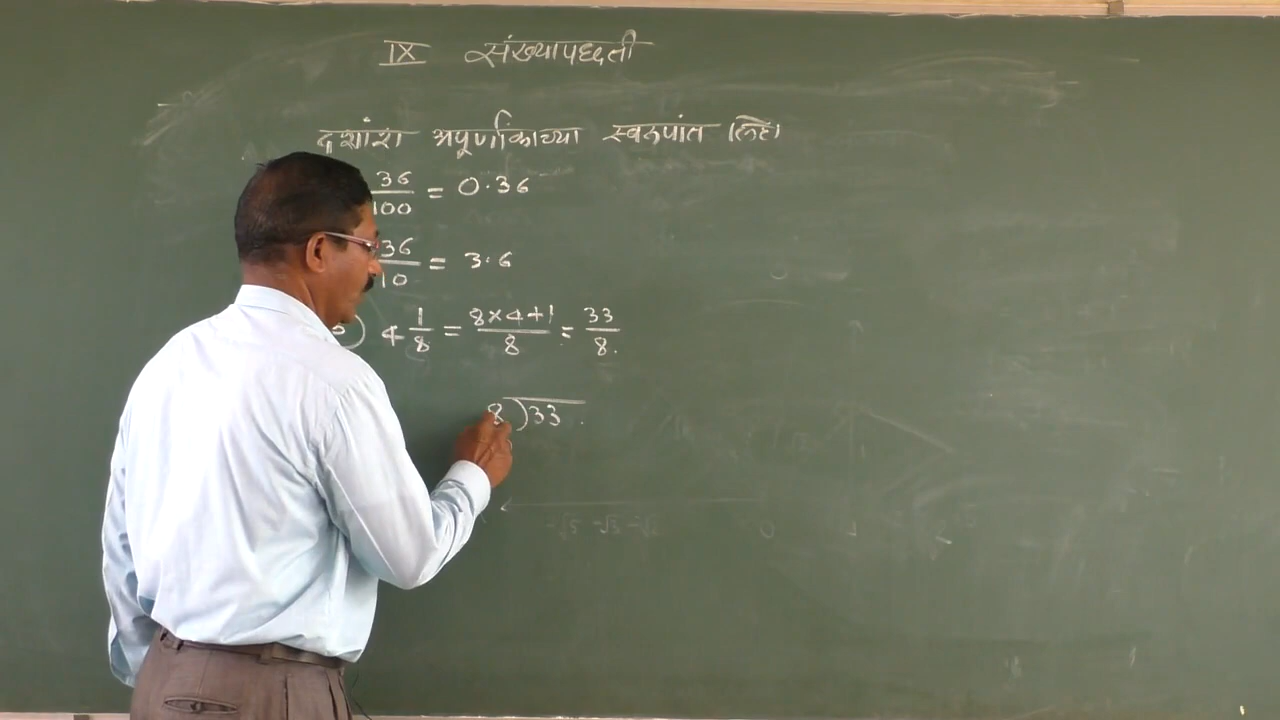 IX संख्यापद्धती
दशांश अपूर्णांकाच्या स्वरुपांत लिहा
36/100 = 0.36
36/10 = 3.6
) 4 1/8 = 8×4+1/8 = 33/8.
8)33